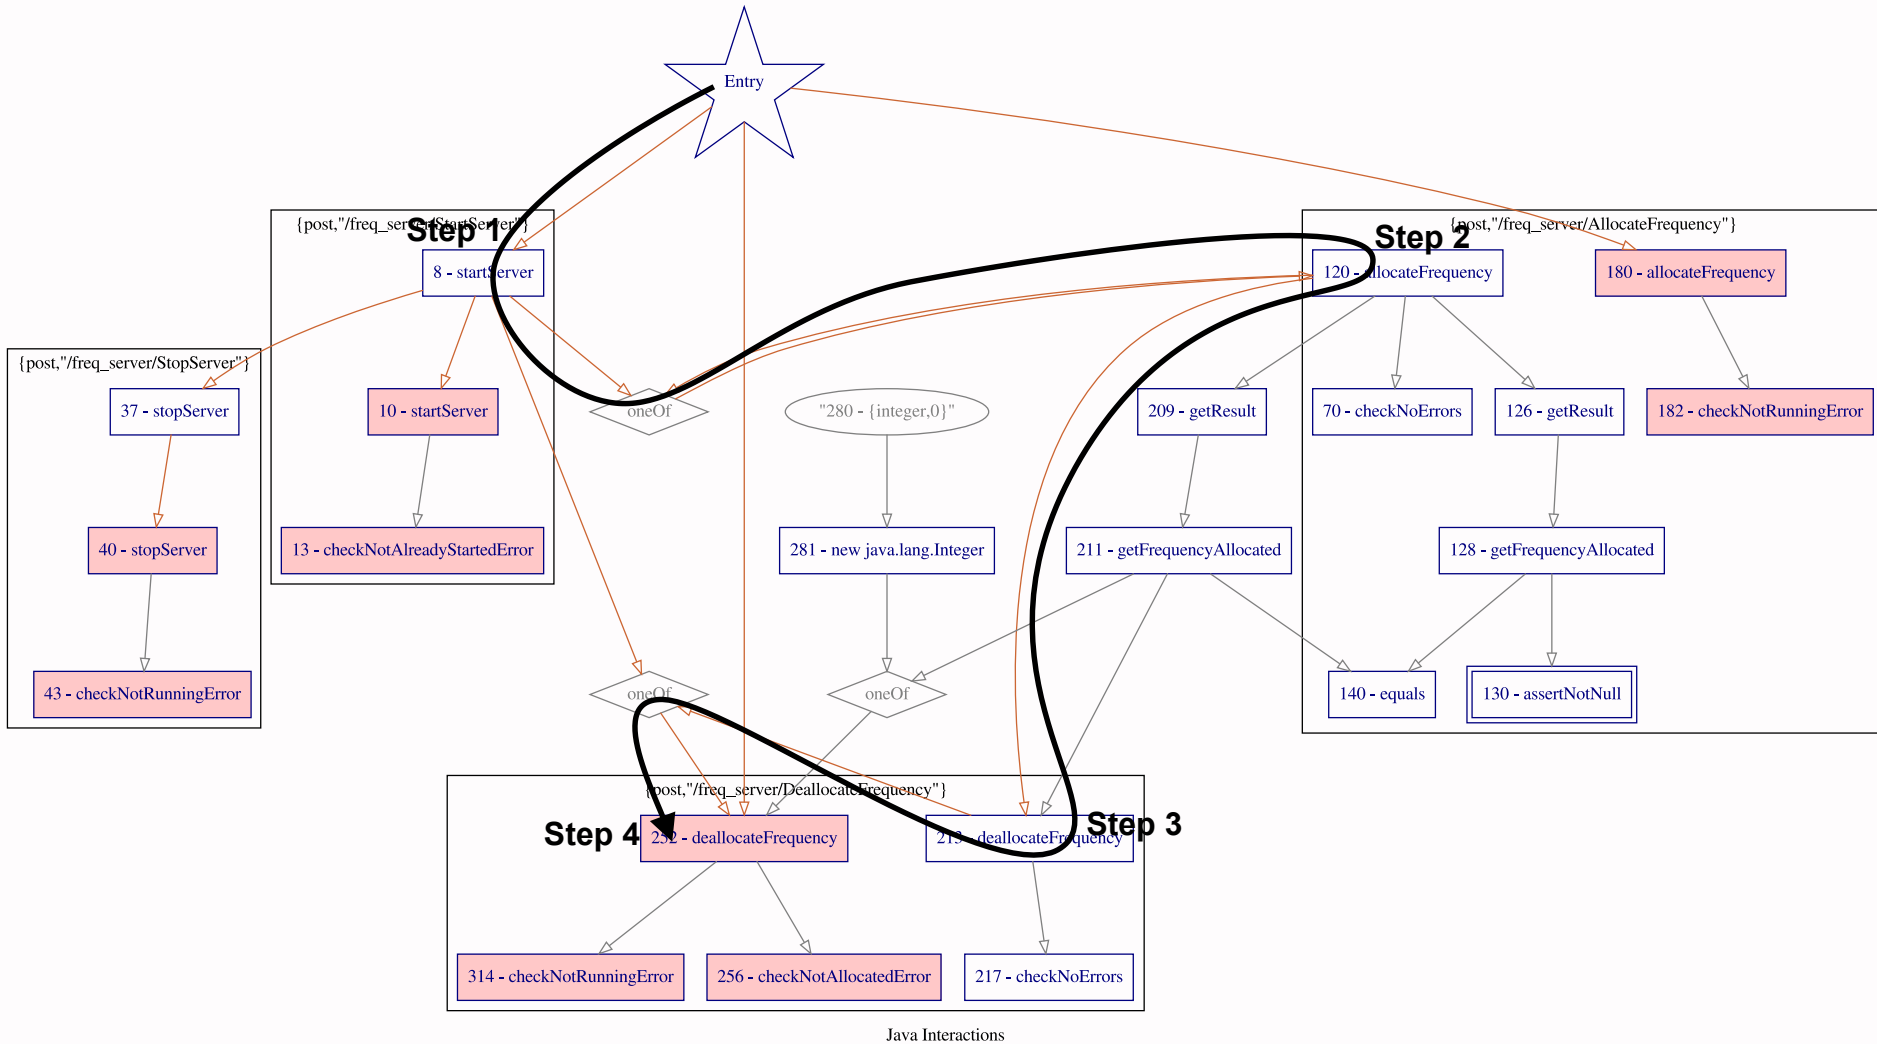 Entry
{post,"/freq_server/StartServer"}
Step 1
{post,"/freq_server/AllocateFrequency"}
Step 2
8 - startServer
120 - allocateFrequency
180 - allocateFrequency
{post,"/freq_server/StopServer"}
37 - stopServer
10 - startServer
oneOf
"280 - {integer,0}"
209 - getResult
70 - checkNoErrors
126 - getResult
182 - checkNotRunningError
40 - stopServer
13 - checkNotAlreadyStartedError
281 - new java.lang.Integer
211 - getFrequencyAllocated
128 - getFrequencyAllocated
43 - checkNotRunningError
oneOf
oneOf
140 - equals
130 - assertNotNull
{post,"/freq_server/DeallocateFrequency"}
Step 4
252 - deallocateFrequency
213 - deallocateFrequency
Step 3
314 - checkNotRunningError
256 - checkNotAllocatedError
217 - checkNoErrors
Java Interactions